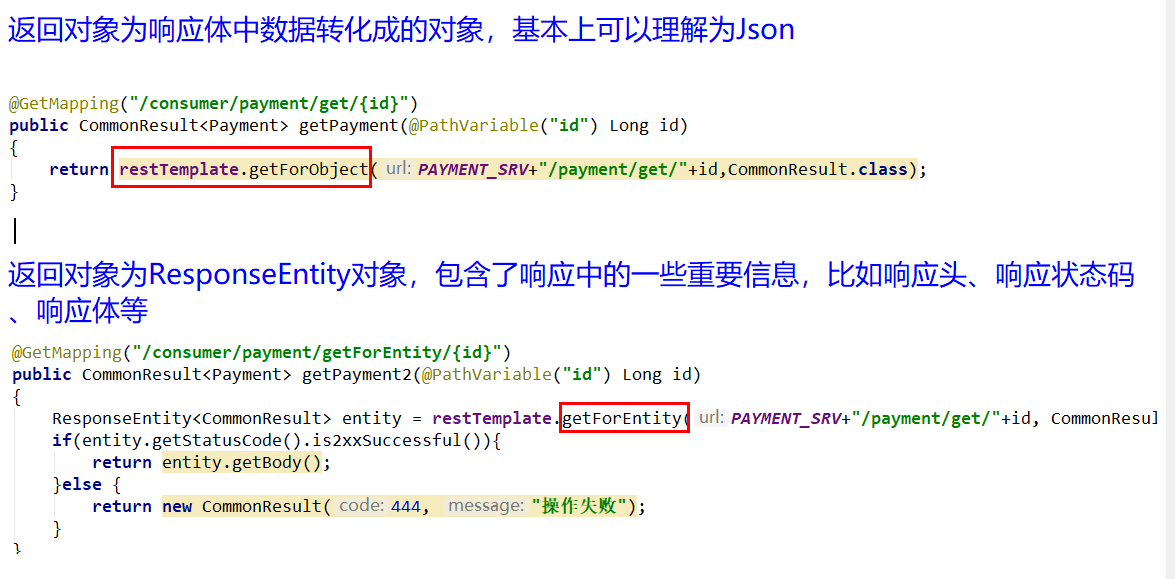 返回对象为响应体中数据转化成的对象，基本上可以理解为Json
@GetMapping("/consumer/payment/get/{id}")
public CommonResult<Payment> getPayment(@PathVariable("id") Long id)
{
return restTemplate.getForObject( url: PAYMENT_SRV+"/payment/get/"+id,CommonResult.class);
}
返回对象为ResponseEntity对象，包含了响应中的一些重要信息，比如响应头、响应状态码
、响应体等
@GetMapping("/consumer/payment/getForEntity/{id}")
public CommonResult<Payment> getPayment2(@PathVariable("id") Long id)
{
ResponseEntity<CommonResult> entity = restTemplate.getForEntity( url: PAYMENT_SRV+"/payment/get/"+id, CommonResul
if(entity.getStatusCode().is2xxSuccessful()){
return entity.getBody();
}else {
return new CommonResult( code: 444, message: "操作失败");
}
}